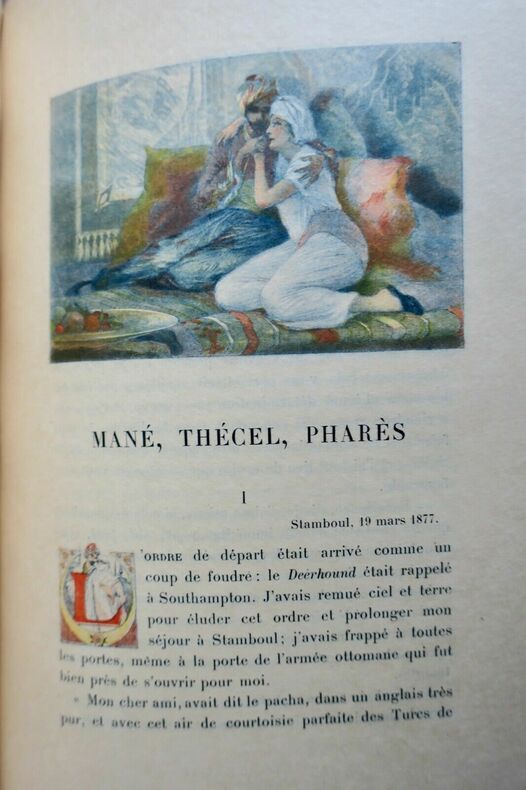 MANÉ, THÉCEL, PHARÈS
I
Stamboul, 19 mars 1877.
L'ORDRE de départ était arrivé comme un
coup de foudre : le Deërhound était rappelé
à Southampton. J'avais remué ciel et terre
pour éluder cet ordre et prolonger mon
séjour à Stamboul; j'avais frappé à toutes
les portes, même à la porte de l'armée ottomane qui fut
bien près de s'ouvrir pour moi.
« Mon cher ami, avait dit le pacha, dans un anglais très
pur, et avec cet air de courtoisie parfaite des Turcs de